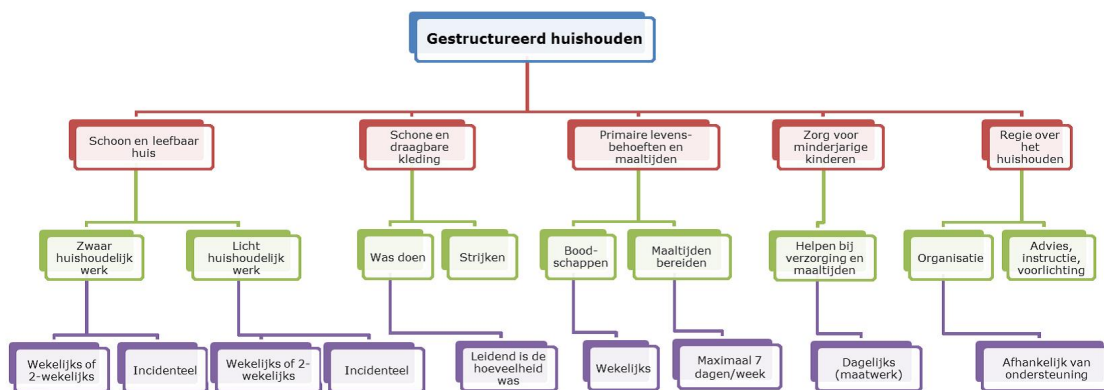 Gestructureerd huishouden
Schoon en leefbaar
huis
Schone en
draagbare
kleding
Primaire levens-
behoeften en
maaltijden
Zorg voor
minderjarige
kinderen
Regie over
het
huishouden
Zwaar
huishoudelijk
werk
Licht
huishoudelijk
werk
Was doen
Strijken
Bood-
schappen
Maaltijden
bereiden
Helpen bij
verzorging en
maaltijden
Organisatie
Advies,
instructie,
voorlichting
Wekelijks of
2-wekelijks
Incidenteel
Wekelijks of 2-
wekelijks
Incidenteel
Leidend is de
hoeveelheid
was
Wekelijks
Maximaal 7
dagen/week
Dagelijks
(maatwerk)
Afhankelijk van
ondersteuning